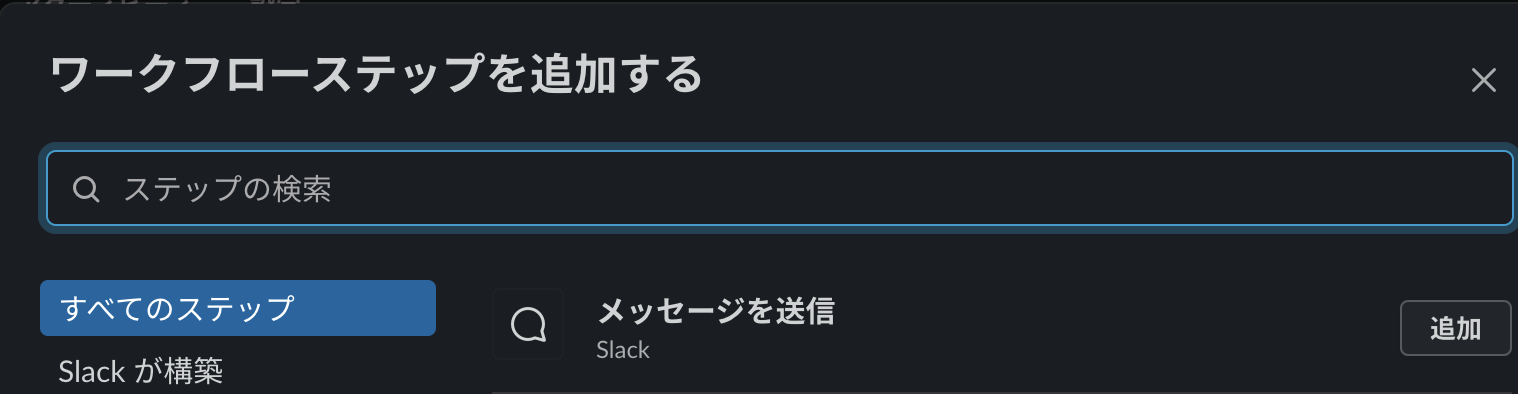 ワークフローステップを追加する
ステップの検索
すべてのステップ
メッセージを送信
Slack
追加
Slack が構築